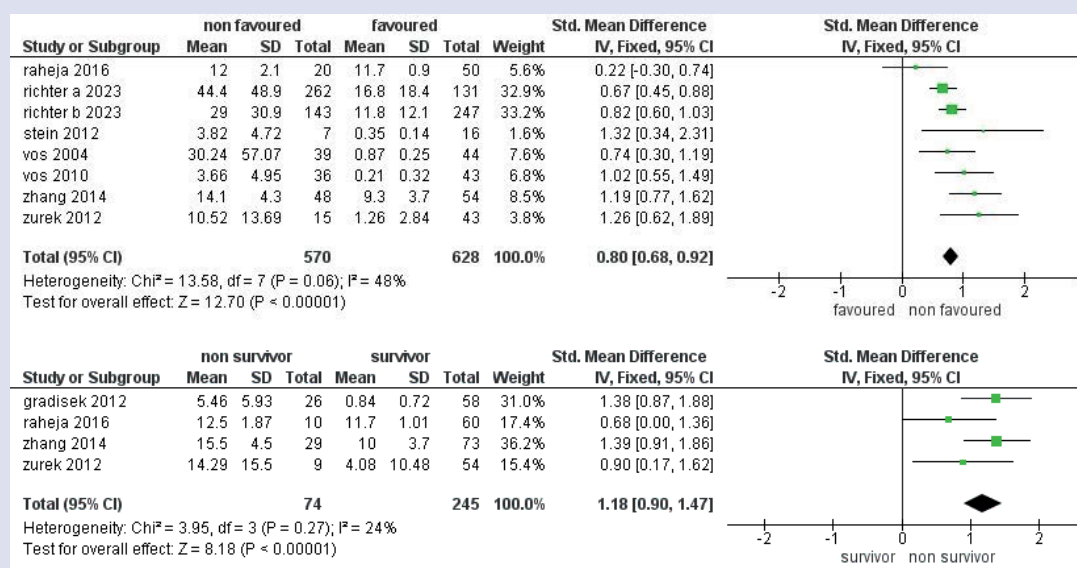 non favoured favoured Std. Mean Difference Std. Mean Difference
Study or Subgroup Mean SD Total Mean SD Total Weight IV, Fixed, 95% CI IV, Fixed, 95% CI
raheja 2016 12 2.1 20 11.7 0.9 50 5.6% 0.22 [-0.30, 0.74]
richter a 2023 44.4 48.9 262 16.8 18.4 131 32.9% 0.67 [0.45, 0.88]
richter b 2023 29 30.9 143 11.8 12.1 247 33.2% 0.82 [0.60, 1.03]
stein 2012 3.82 4.72 7 0.35 0.14 16 1.6% 1.32 [0.34, 2.31]
vos 2004 30.24 57.07 39 0.87 0.25 44 7.6% 0.74 [0.30, 1.19]
vos 2010 3.66 4.95 36 0.21 0.32 43 6.8% 1.02 [0.55, 1.49]
zhang 2014 14.1 4.3 48 9.3 3.7 54 8.5% 1.19 [0.77, 1.62]
zurek 2012 10.52 13.69 15 1.26 2.84 43 3.8% 1.26 [0.62, 1.89]
Total (95% CI) 570 628 100.0% 0.80 [0.68, 0.92]
Heterogeneity: Chi² = 13.58, df = 7 (P = 0.06); I² = 48%
Test for overall effect: Z = 12.70 (P < 0.00001)
-2 -1 0 1 2
favoured non favoured
non survivor survivor Std. Mean Difference Std. Mean Difference
Study or Subgroup Mean SD Total Mean SD Total Weight IV, Fixed, 95% CI IV, Fixed, 95% CI
gradisek 2012 5.46 5.93 26 0.84 0.72 58 31.0% 1.38 [0.87, 1.88]
raheja 2016 12.5 1.87 10 11.7 1.01 60 17.4% 0.68 [0.00, 1.36]
zhang 2014 15.5 4.5 29 10 3.7 73 36.2% 1.39 [0.91, 1.86]
zurek 2012 14.29 15.5 9 4.08 10.48 54 15.4% 0.90 [0.17, 1.62]
Total (95% CI) 74 245 100.0% 1.18 [0.90, 1.47]
Heterogeneity: Chi² = 3.95, df = 3 (P = 0.27); I² = 24%
Test for overall effect: Z = 8.18 (P < 0.00001)
-2 -1 0 1 2
survivor non survivor